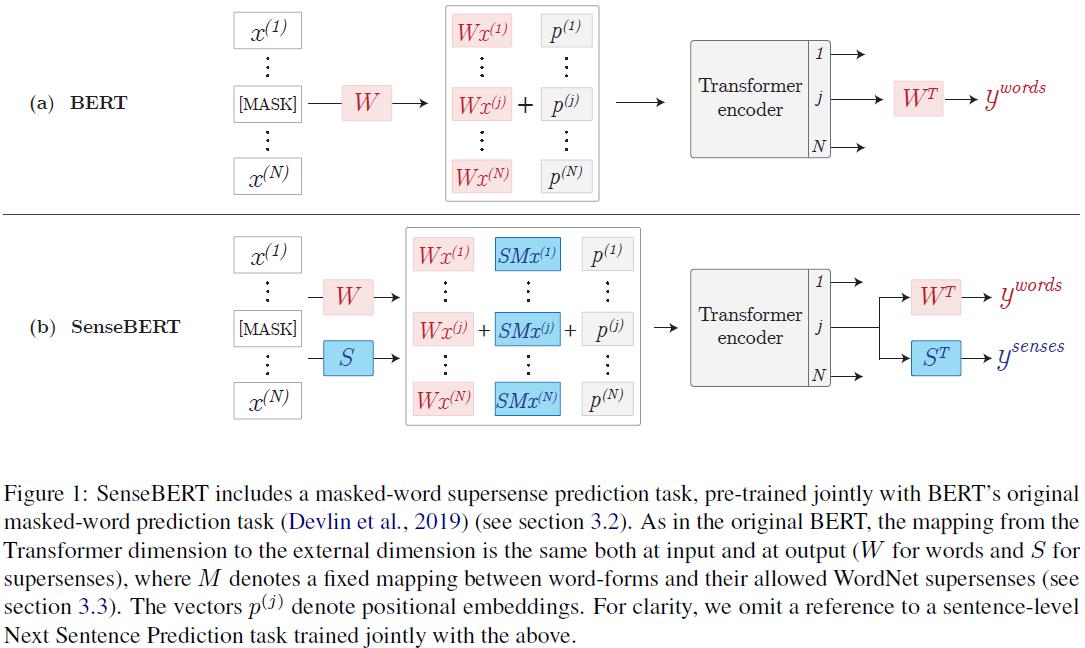 x^(1) Wx^(1) p^(1) 1
(a) BERT [MASK] W Wx^(j) + p^(j) Transformer encoder j W^T y^words
x^(N) Wx^(N) p^(N) N
x^(1) Wx^(1) SMx^(1) p^(1) 1
W W^T y^words
(b) SenseBERT [MASK] Wx^(j) + SMx^(j) + p^(j) Transformer encoder j
S S^T y^senses
x^(N) Wx^(N) SMx^(N) p^(N) N
Figure 1: SenseBERT includes a masked-word supersense prediction task, pre-trained jointly with BERT's original
masked-word prediction task (Devlin et al., 2019) (see section 3.2). As in the original BERT, the mapping from the
Transformer dimension to the external dimension is the same both at input and at output (W for words and S for
supersenses), where M denotes a fixed mapping between word-forms and their allowed WordNet supersenses (see
section 3.3). The vectors p^(j) denote positional embeddings. For clarity, we omit a reference to a sentence-level
Next Sentence Prediction task trained jointly with the above.